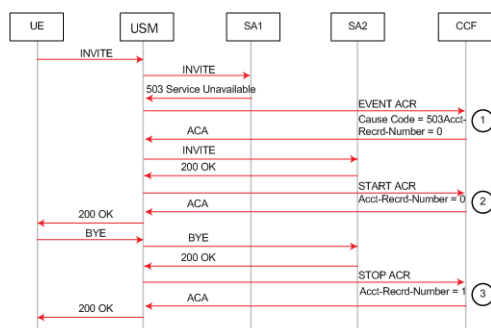 UE USM SA1 SA2 CCF
INVITE
INVITE
503 Service Unavailable
EVENT ACR
Cause Code = 503Acct-
Recrd-Number = 0
1
ACA
INVITE
200 OK
START ACR
Acct-Recrd-Number = 0
2
ACA
200 OK
BYE
BYE
200 OK
STOP ACR
Acct-Recrd-Number = 1
3
ACA
200 OK